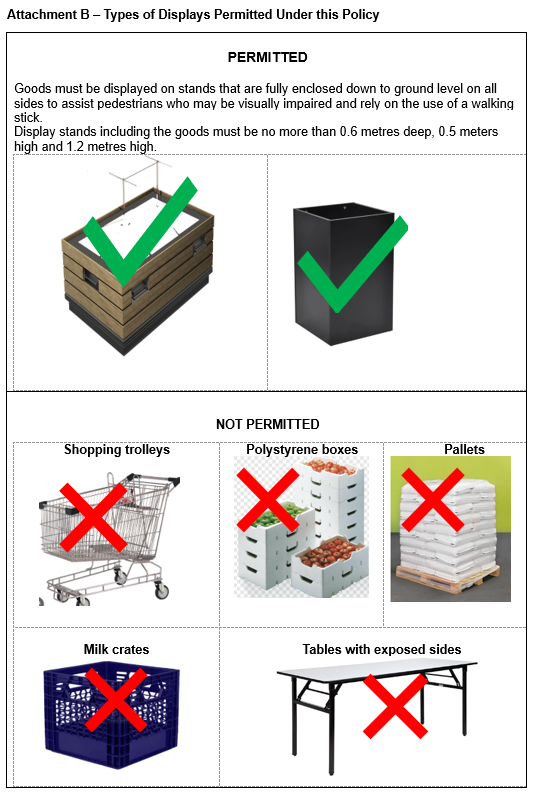 Attachment B – Types of Displays Permitted Under this Policy
PERMITTED
Goods must be displayed on stands that are fully enclosed down to ground level on all
sides to assist pedestrians who may be visually impaired and rely on the use of a walking
stick.
Display stands including the goods must be no more than 0.6 metres deep, 0.5 meters
high and 1.2 metres high.
NOT PERMITTED
Shopping trolleys
Polystyrene boxes
Pallets
Milk crates
Tables with exposed sides